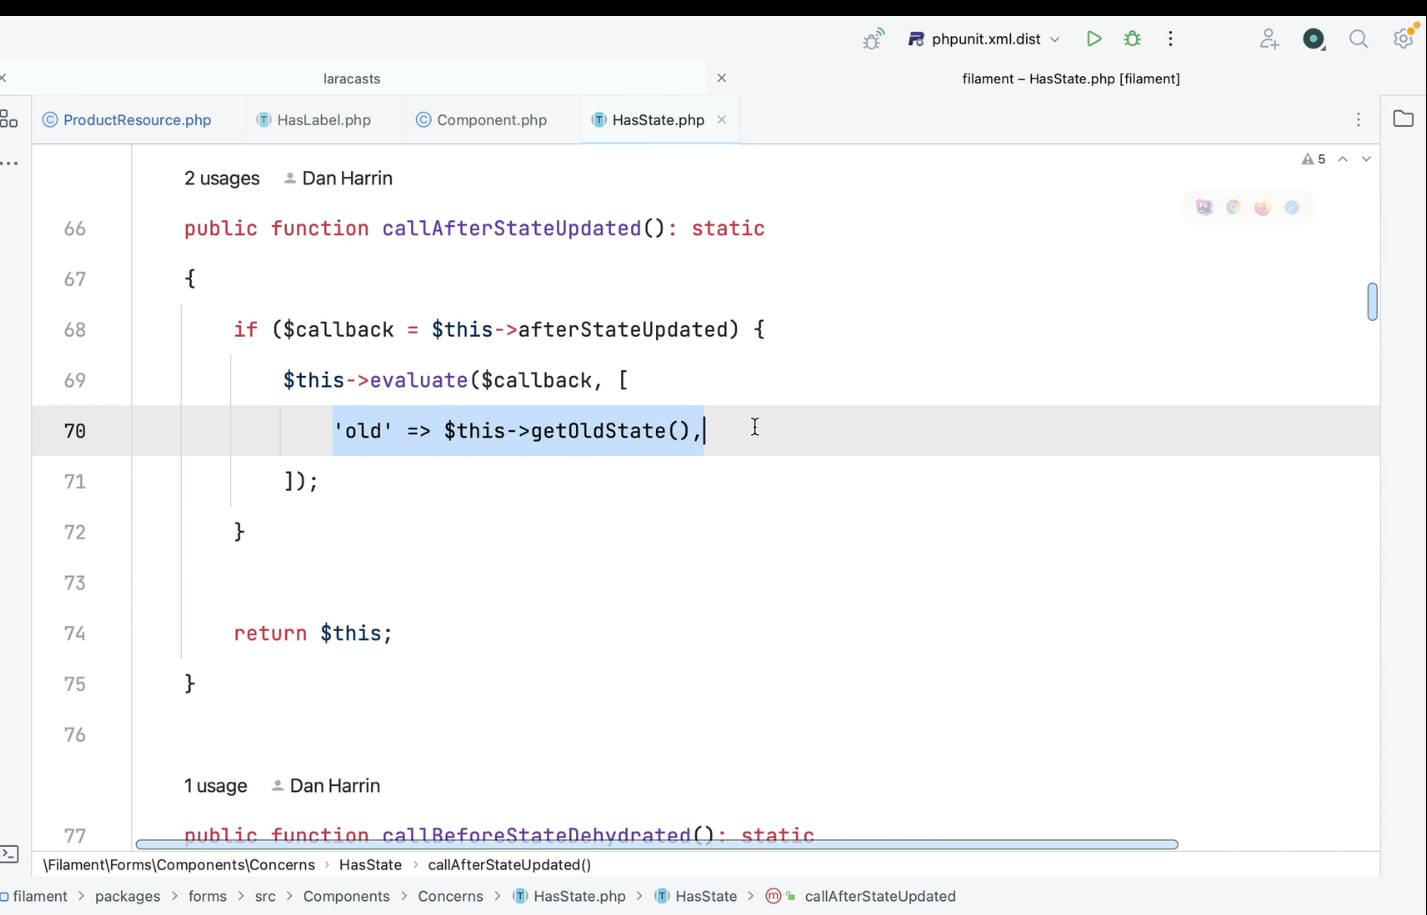 phpunit.xml.dist
laracasts
filament – HasState.php [filament]
ProductResource.php
HasLabel.php
Component.php
HasState.php
5
2 usages Dan Harrin
66 public function callAfterStateUpdated(): static
67 {
68 if ($callback = $this->afterStateUpdated) {
69 $this->evaluate($callback, [
70 'old' => $this->getOldState(),
71 ]);
72 }
73
74 return $this;
75 }
76
1 usage Dan Harrin
77 public function callBeforeStateDehydrated(): static
\Filament\Forms\Components\Concerns > HasState > callAfterStateUpdated()
filament > packages > forms > src > Components > Concerns > HasState.php > HasState > callAfterStateUpdated